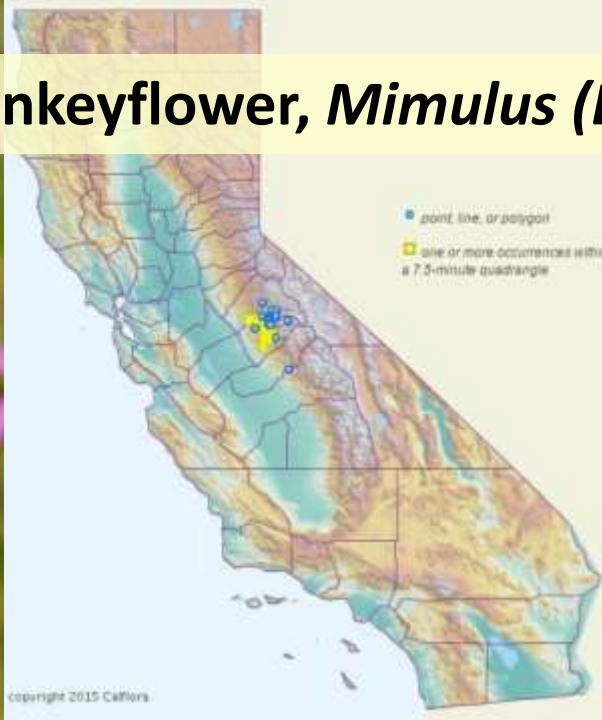 nkeyflower, Mimulus (
point, line, or polygon
one or more occurrences within
a 7.5-minute quadrangle
copyright 2015 Calflora